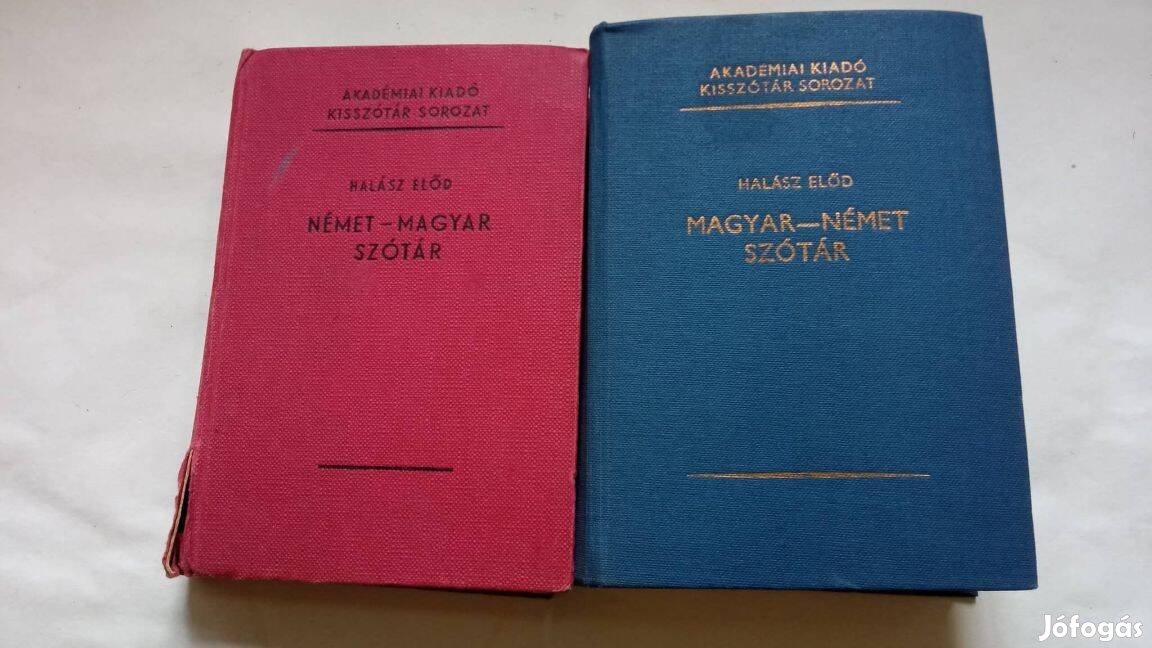 AKADÉMIAI KIADÓ
KISSZÓTÁR SOROZAT
HALÁSZ ELŐD
NÉMET – MAGYAR
SZÓTÁR
AKADÉMIAI KIADÓ
KISSZÓTÁR SOROZAT
HALÁSZ ELŐD
MAGYAR—NÉMET
SZÓTÁR
Jófogás